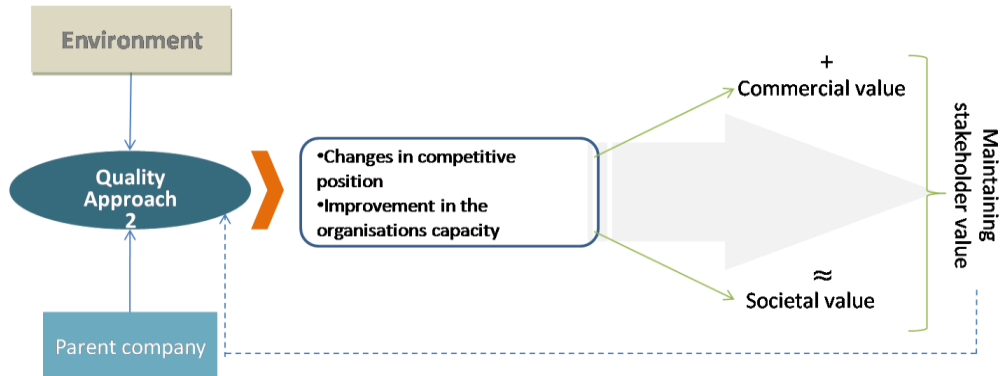 Environment
Quality
Approach
2
Parent company
•Changes in competitive
position
•Improvement in the
organisations capacity
+
Commercial value
≈
Societal value
Maintaining
stakeholder value